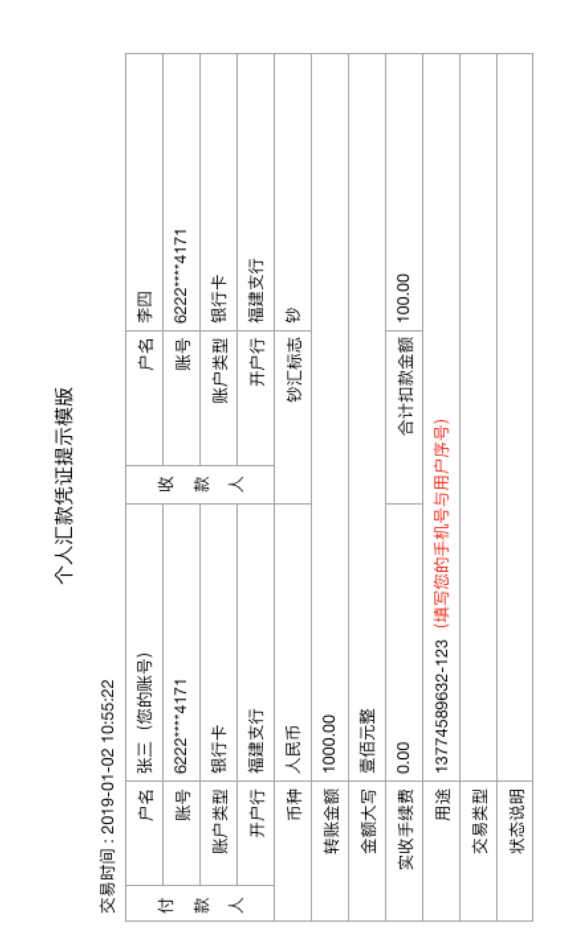 个人汇款凭证提示模版
交易时间：2019-01-02 10:55:22
付款人 户名 张三（您的账号） 收款人 户名 李四
账号 6222****4171 账号 6222****4171
账户类型 银行卡 账户类型 银行卡
开户行 福建支行 开户行 福建支行
币种 人民币 钞汇标志 钞
转账金额 1000.00
金额大写 壹佰元整
实收手续费 0.00 合计扣款金额 100.00
用途 13774589632-123（填写您的手机号与用户序号）
交易类型
状态说明